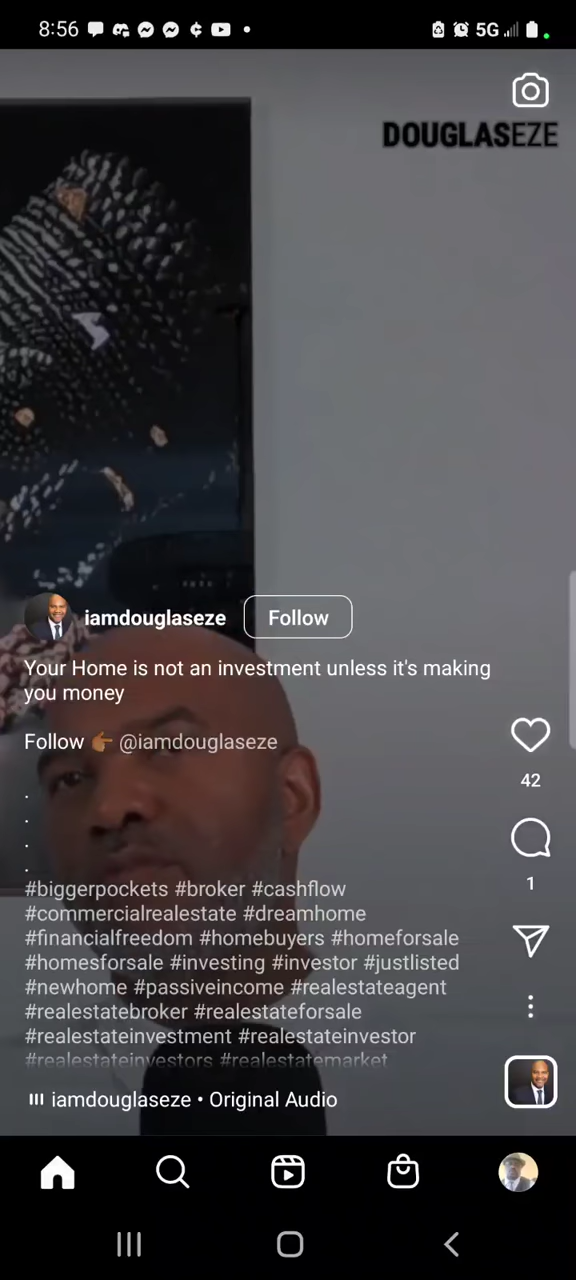 8:56
5G
DOUGLASEZE
iamdouglaseze Follow
Your Home is not an investment unless it's making
you money
Follow 👉🏾 @iamdouglaseze
.
.
.
.
#biggerpockets #broker #cashflow
#commercialrealestate #dreamhome
#financialfreedom #homebuyers #homeforsale
#homesforsale #investing #investor #justlisted
#newhome #passiveincome #realestateagent
#realestatebroker #realestateforsale
#realestateinvestment #realestateinvestor
#realestateinvestors #realestatemarket
iamdouglaseze • Original Audio
42
1